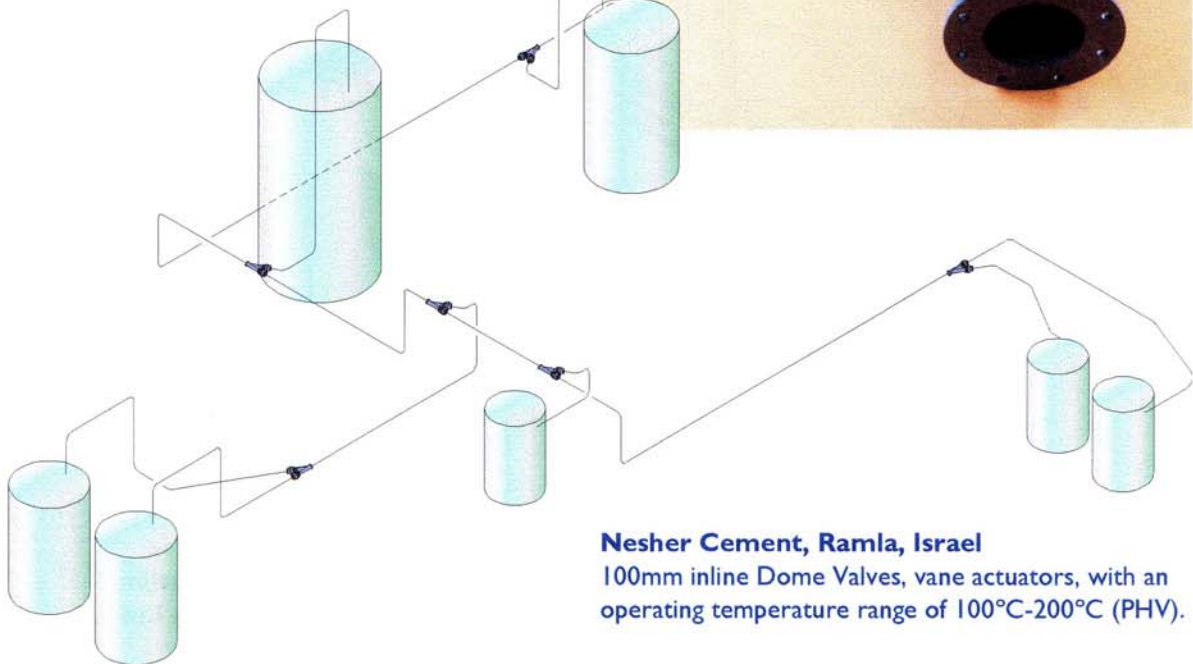 Nesher Cement, Ramla, Israel
100mm inline Dome Valves, vane actuators, with an
operating temperature range of 100°C-200°C (PHV).